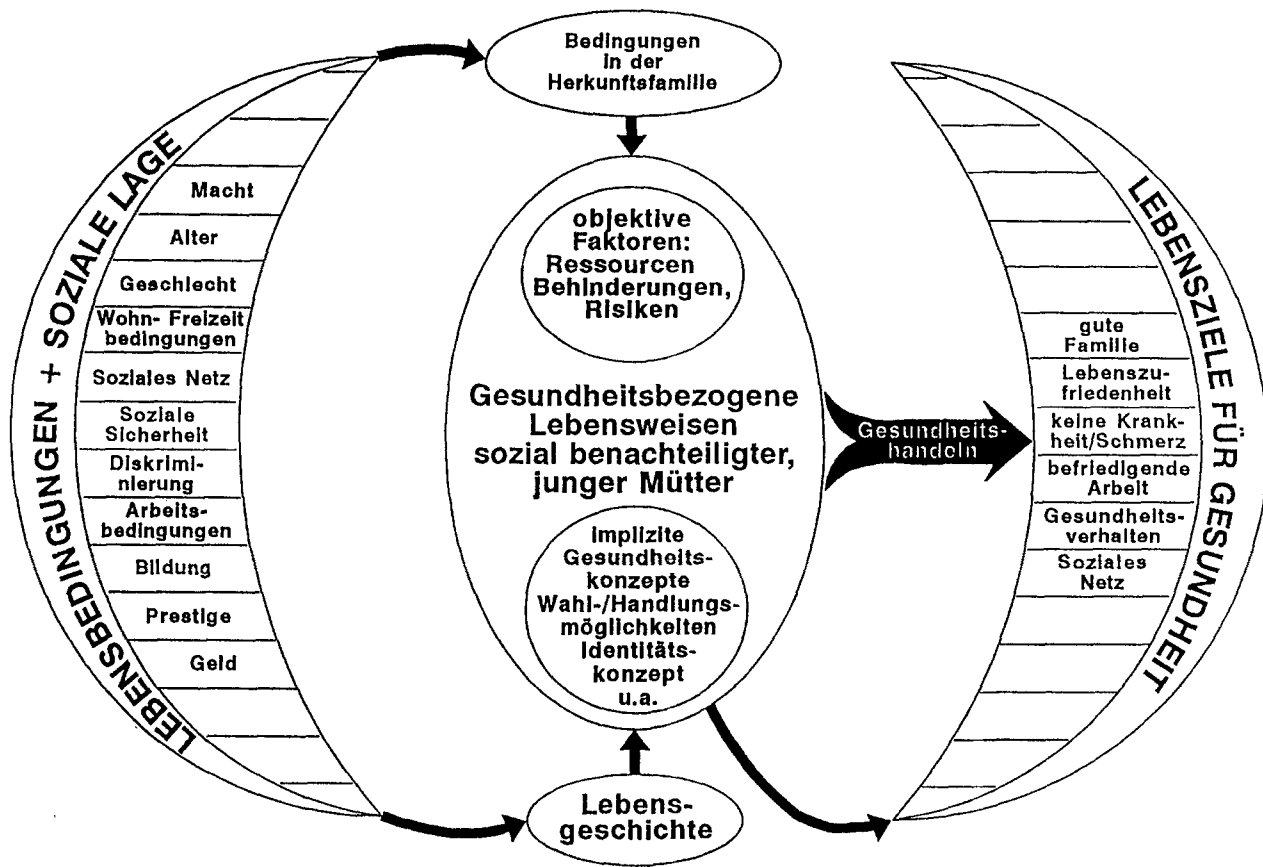 LEBENSBEDINGUNGEN + SOZIALE LAGE
Macht
Alter
Geschlecht
Wohn- Freizeit
bedingungen
Soziales Netz
Soziale
Sicherheit
Diskrimi-
nierung
Arbeits-
bedingungen
Bildung
Prestige
Geld
Bedingungen
in der
Herkunftsfamilie
objektive
Faktoren:
Ressourcen
Behinderungen,
Risiken
Gesundheitsbezogene
Lebensweisen
sozial benachteiligter,
junger Mütter
Implizite
Gesundheits-
konzepte
Wahl-/Handlungs-
möglichkeiten
Identitäts-
konzept
u.a.
Lebens-
geschichte
Gesundheits-
handeln
gute
Familie
Lebenszu-
friedenheit
keine Krank-
heit/Schmerz
befriedigende
Arbeit
Gesundheits-
verhalten
Soziales
Netz
LEBENSZIELE FÜR GESUNDHEIT